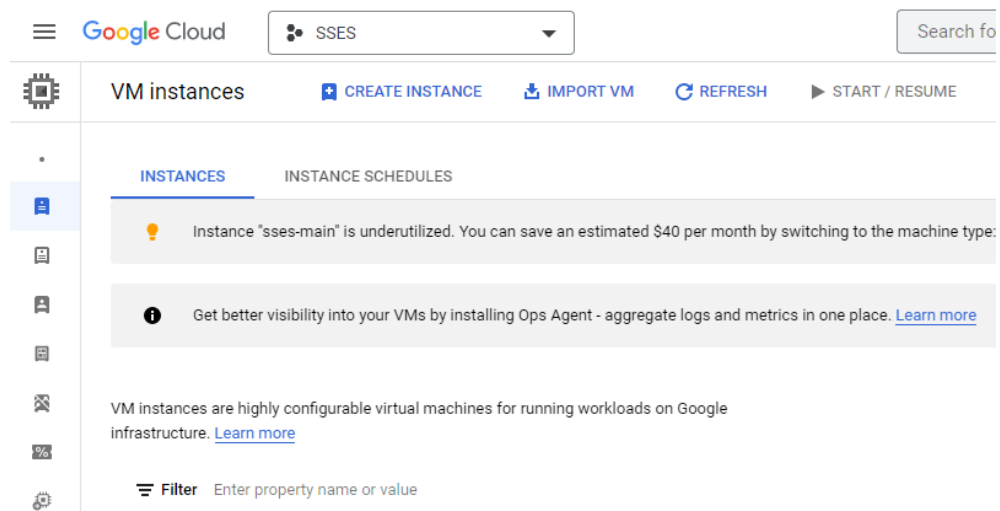 Google Cloud
SSES
Search fo
VM instances
CREATE INSTANCE
IMPORT VM
REFRESH
START / RESUME
INSTANCES
INSTANCE SCHEDULES
Instance "sses-main" is underutilized. You can save an estimated $40 per month by switching to the machine type:
Get better visibility into your VMs by installing Ops Agent - aggregate logs and metrics in one place. Learn more
VM instances are highly configurable virtual machines for running workloads on Google
infrastructure. Learn more
Filter Enter property name or value